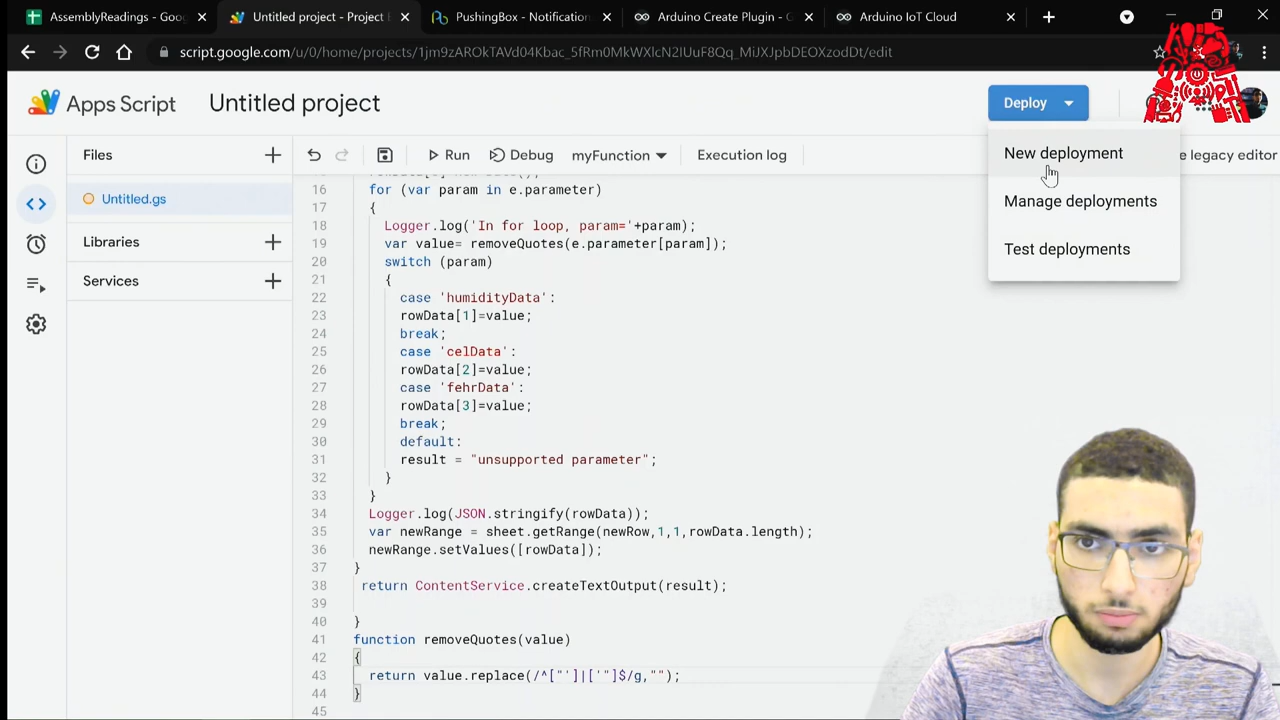 AssemblyReadings - Goo
Untitled project - Project E
PushingBox - Notification
Arduino Create Plugin - G
Arduino IoT Cloud
script.google.com/u/0/home/projects/1jm9zAROkTAVd04Kbac_5fRm0MkWXlcN2lUuF8Qq_MiJXJpbDEOXzodDt/edit
Apps Script
Untitled project
Deploy
Files
Run
Debug
myFunction
Execution log
e legacy editor
New deployment
Manage deployments
Test deployments
Untitled.gs
Libraries
Services
16 for (var param in e.parameter)
17 {
18 Logger.log('In for loop, param='+param);
19 var value= removeQuotes(e.parameter[param]);
20 switch (param)
21 {
22 case 'humidityData':
23 rowData[1]=value;
24 break;
25 case 'celData':
26 rowData[2]=value;
27 case 'fehrData':
28 rowData[3]=value;
29 break;
30 default:
31 result = "unsupported parameter";
32 }
33 }
34 Logger.log(JSON.stringify(rowData));
35 var newRange = sheet.getRange(newRow,1,1,rowData.length);
36 newRange.setValues([rowData]);
37 }
38 return ContentService.createTextOutput(result);
39
40 }
41 function removeQuotes(value)
42 {
43 return value.replace(/^["']|['"]$/g,"");
44 }
45